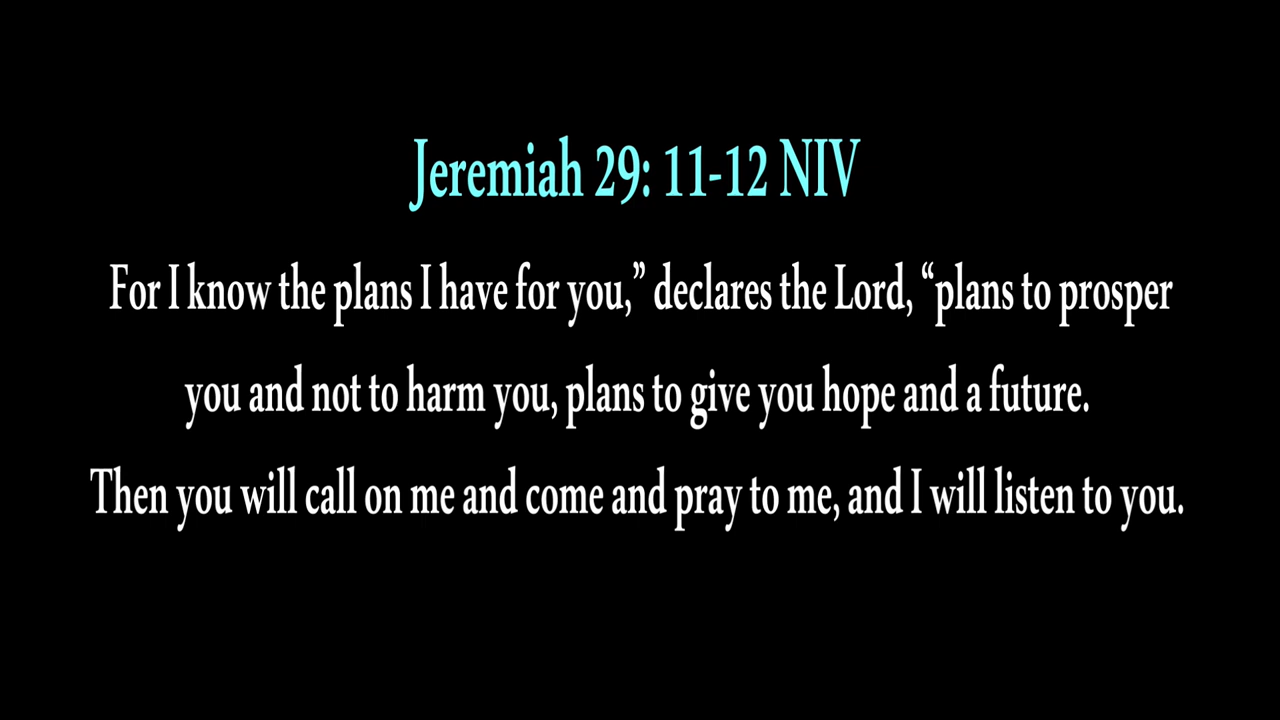 Jeremiah 29: 11-12 NIV
For I know the plans I have for you,” declares the Lord, “plans to prosper
you and not to harm you, plans to give you hope and a future.
Then you will call on me and come and pray to me, and I will listen to you.